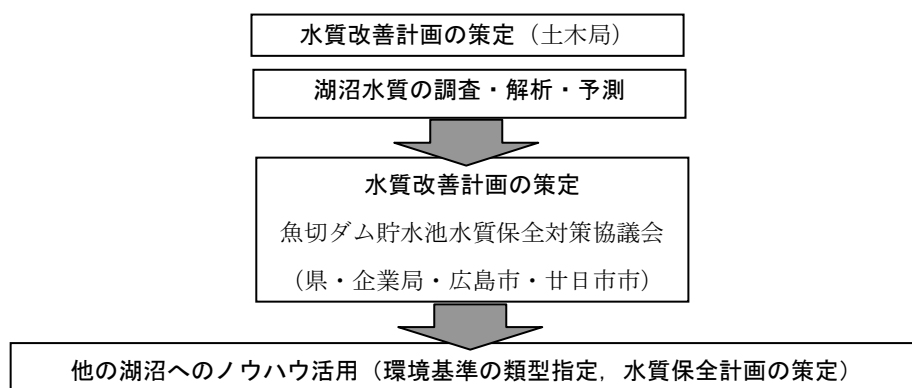 水質改善計画の策定（土木局）
湖沼水質の調査・解析・予測
水質改善計画の策定
魚切ダム貯水池水質保全対策協議会
（県・企業局・広島市・廿日市市）
他の湖沼へのノウハウ活用（環境基準の類型指定，水質保全計画の策定）